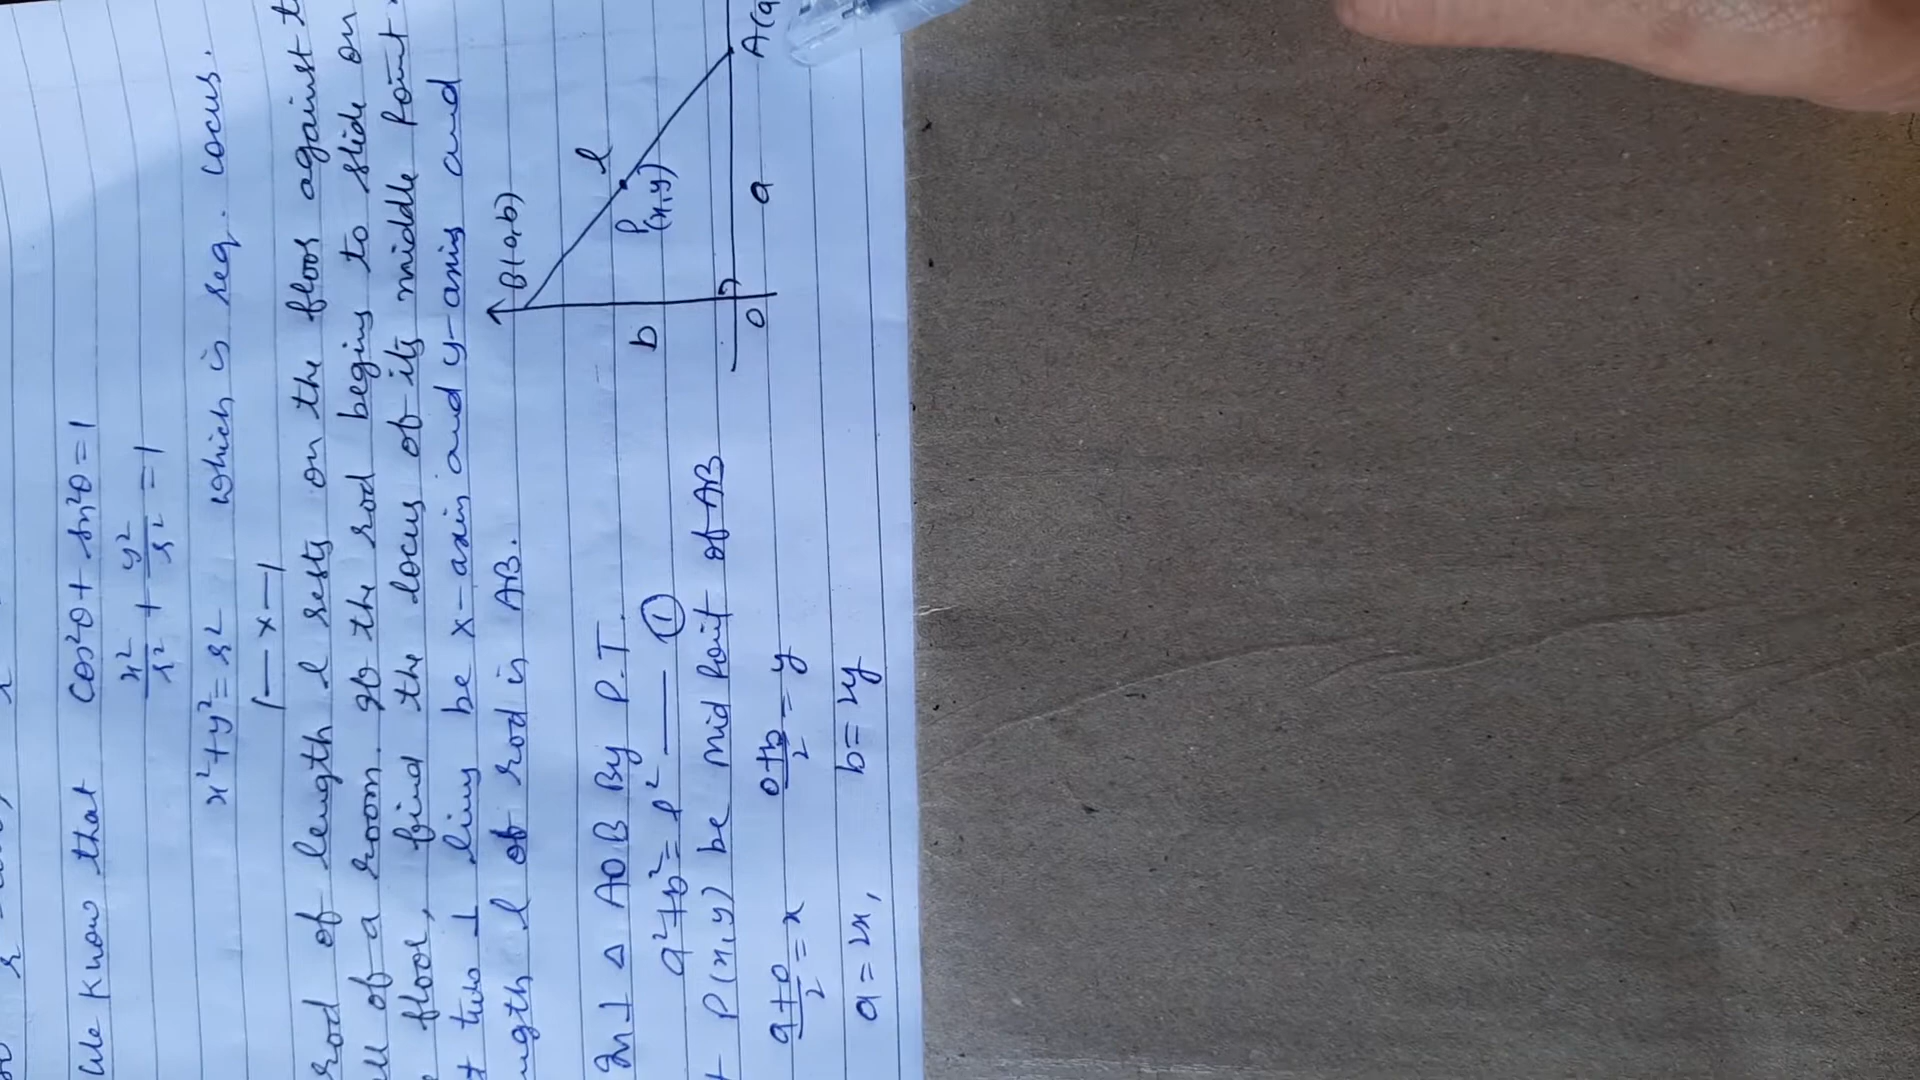 We know that cos²θ + sin²θ = 1
x²/r² + y²/r² = 1
x² + y² = r² which is req. locus.
—x—
rod of length l rests on the floor against
of a room. If the rod begins to slide on
floor, find the locus of its middle Point
two ⊥ lines be x-axis and y-axis and
l of rod is AB.
In ⊥ △ AOB By P.T.
a² + b² = l² —— ①
P(x,y) be mid Point of AB
a+0/2 = x 0+b/2 = y
a = 2x, b = 2y
B(0,b)
l
P
(x,y)
b
O
a
A(a